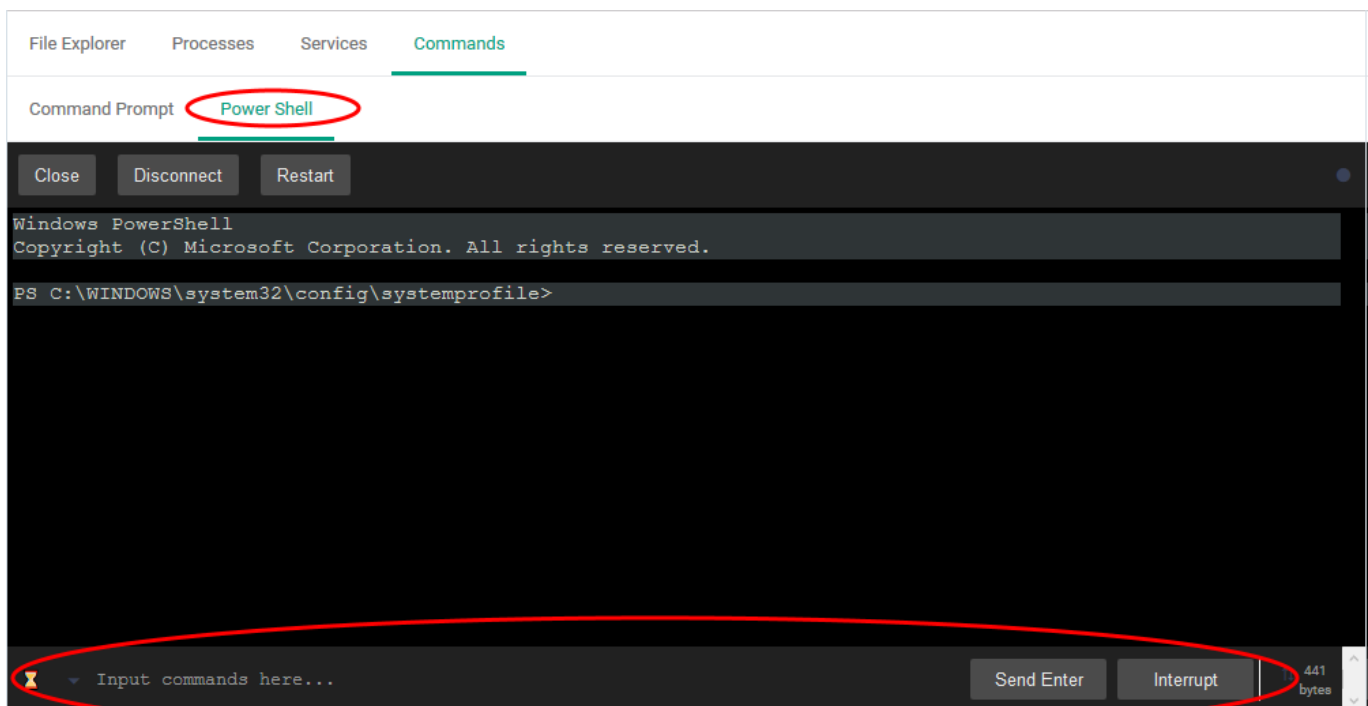 File Explorer Processes Services Commands
Command Prompt Power Shell
Close Disconnect Restart
Windows PowerShell
Copyright (C) Microsoft Corporation. All rights reserved.
PS C:\WINDOWS\system32\config\systemprofile>
Input commands here... Send Enter Interrupt 441
bytes